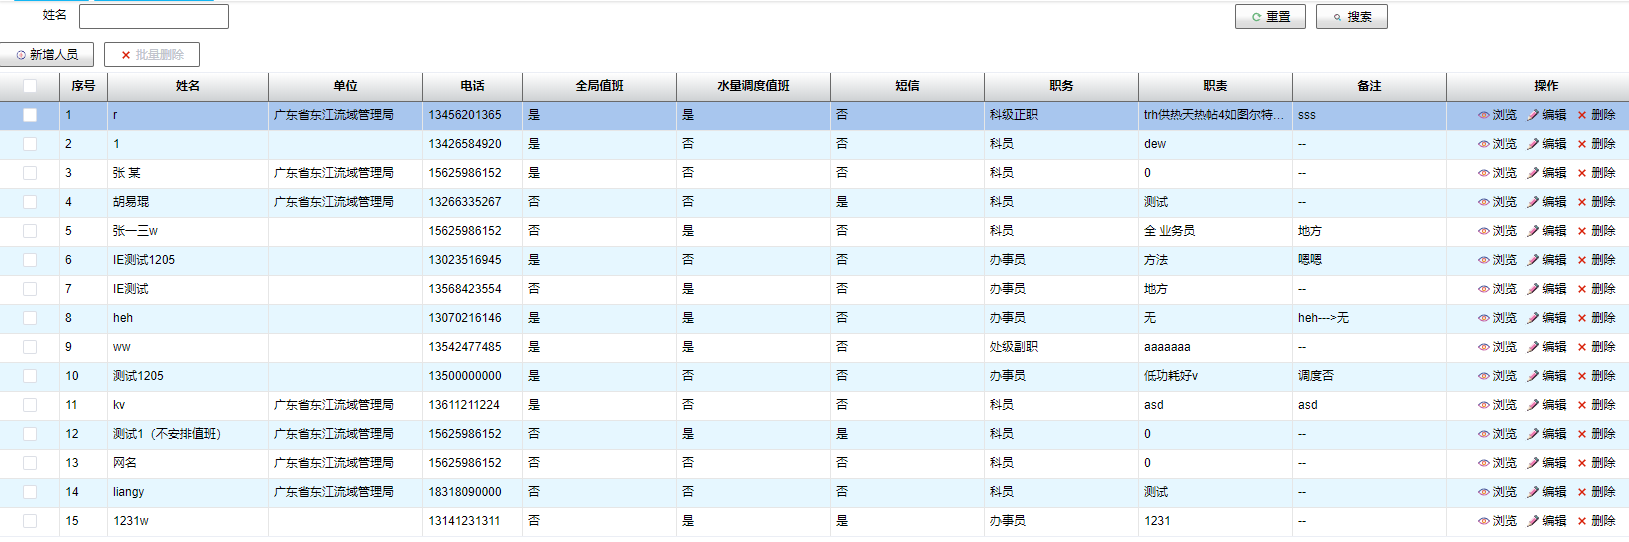 姓名 重置 搜索
新增人员 批量删除
序号 姓名 单位 电话 全局值班 水量调度值班 短信 职务 职责 备注 操作
1 r 广东省东江流域管理局 13456201365 是 是 否 科级正职 trh供热天热帖4如图尔特... sss 浏览 编辑 删除
2 1 13426584920 是 否 否 科员 dew -- 浏览 编辑 删除
3 张 某 广东省东江流域管理局 15625986152 是 否 否 科员 0 -- 浏览 编辑 删除
4 胡易琨 广东省东江流域管理局 13266335267 否 否 是 科员 测试 -- 浏览 编辑 删除
5 张一三w 15625986152 否 是 否 科员 全 业务员 地方 浏览 编辑 删除
6 IE测试1205 13023516945 是 否 否 办事员 方法 嗯嗯 浏览 编辑 删除
7 IE测试 13568423554 否 是 否 办事员 地方 -- 浏览 编辑 删除
8 heh 13070216146 是 是 否 办事员 无 heh--->无 浏览 编辑 删除
9 ww 13542477485 是 是 否 处级副职 aaaaaaa -- 浏览 编辑 删除
10 测试1205 13500000000 是 否 否 办事员 低功耗好v 调度否 浏览 编辑 删除
11 kv 广东省东江流域管理局 13611211224 是 否 否 科员 asd asd 浏览 编辑 删除
12 测试1（不安排值班） 广东省东江流域管理局 15625986152 否 是 是 科员 0 -- 浏览 编辑 删除
13 网名 广东省东江流域管理局 15625986152 否 否 否 科员 0 -- 浏览 编辑 删除
14 liangy 广东省东江流域管理局 18318090000 否 否 否 科员 测试 -- 浏览 编辑 删除
15 1231w 13141231311 否 是 是 办事员 1231 -- 浏览 编辑 删除